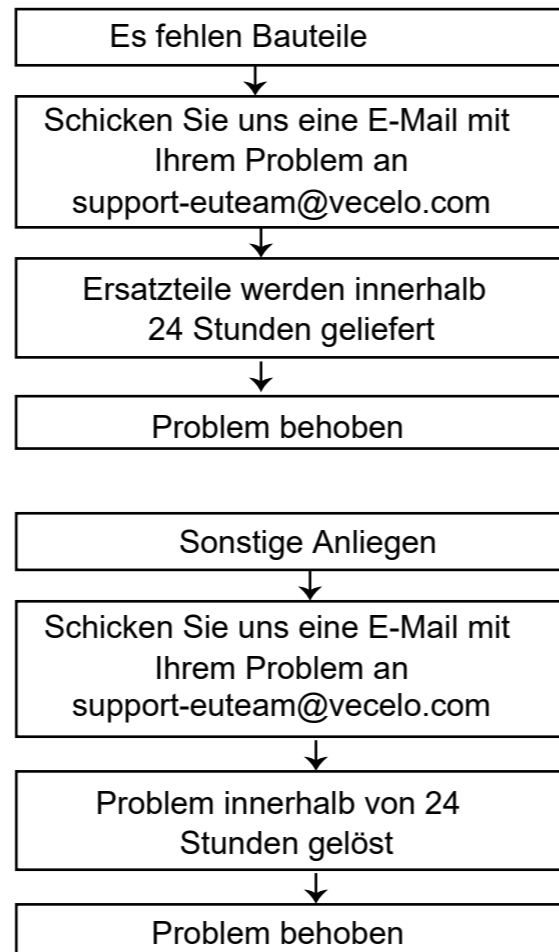 Es fehlen Bauteile
Schicken Sie uns eine E-Mail mit
Ihrem Problem an
support-euteam@vecelo.com
Ersatzteile werden innerhalb
24 Stunden geliefert
Problem behoben
Sonstige Anliegen
Schicken Sie uns eine E-Mail mit
Ihrem Problem an
support-euteam@vecelo.com
Problem innerhalb von 24
Stunden gelöst
Problem behoben